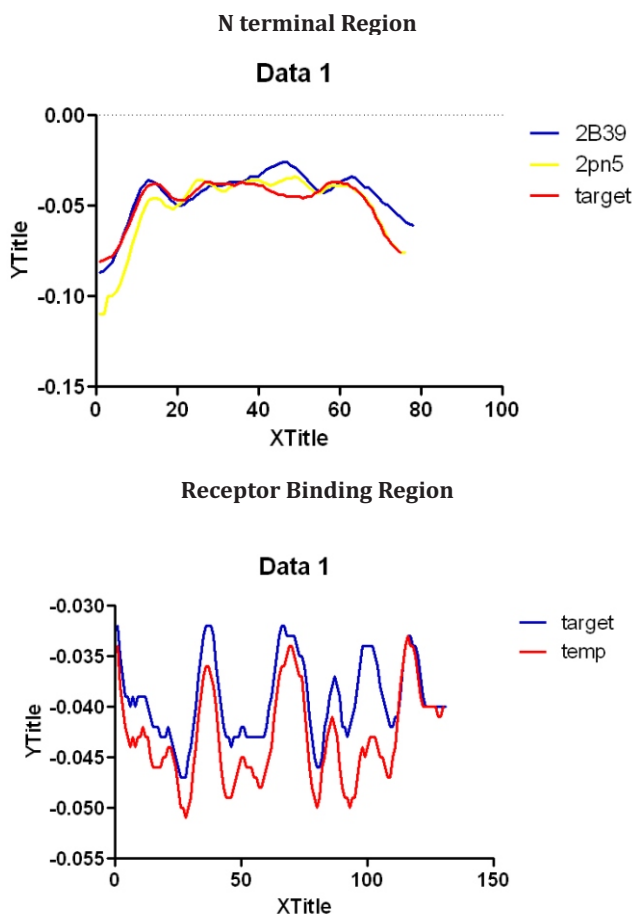 N terminal Region
Data 1
0.00
-0.05
-0.10
-0.15
YTitle
0 20 40 60 80 100
XTitle
2B39
2pn5
target
Receptor Binding Region
Data 1
-0.030
-0.035
-0.040
-0.045
-0.050
-0.055
YTitle
0 50 100 150
XTitle
target
temp